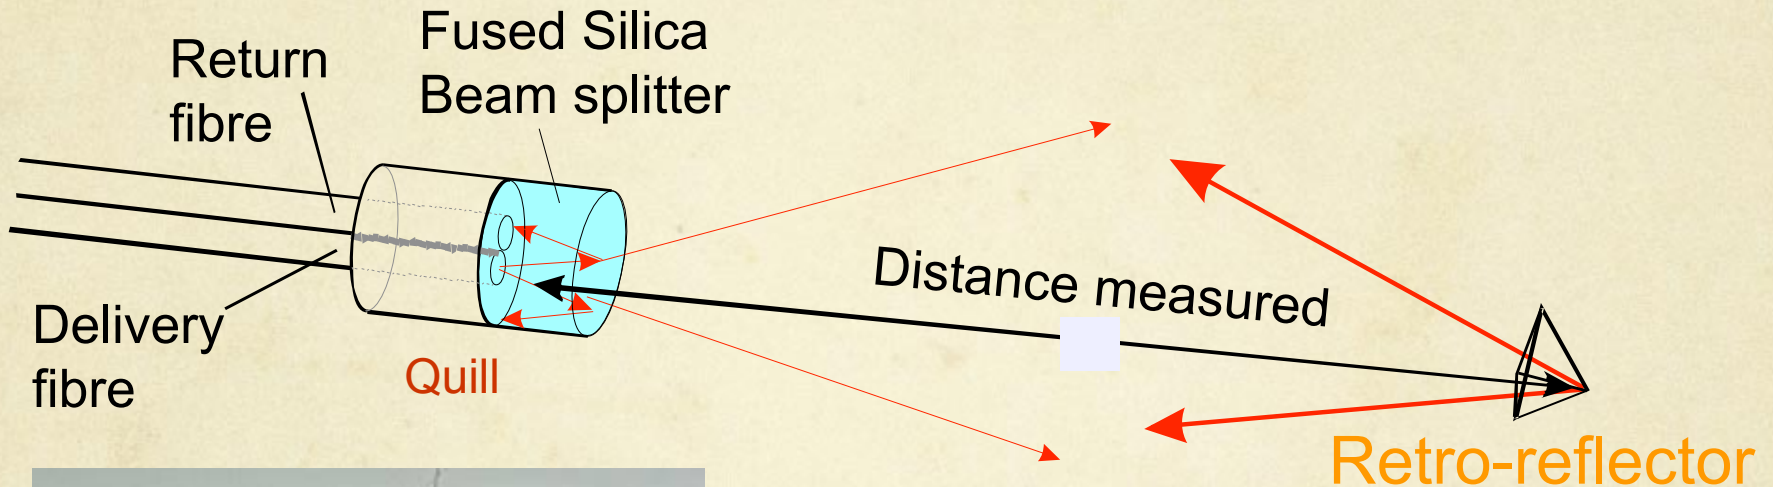 Fused Silica
Beam splitter
Return
fibre
Distance measured
Delivery
fibre
Quill
Retro-reflector